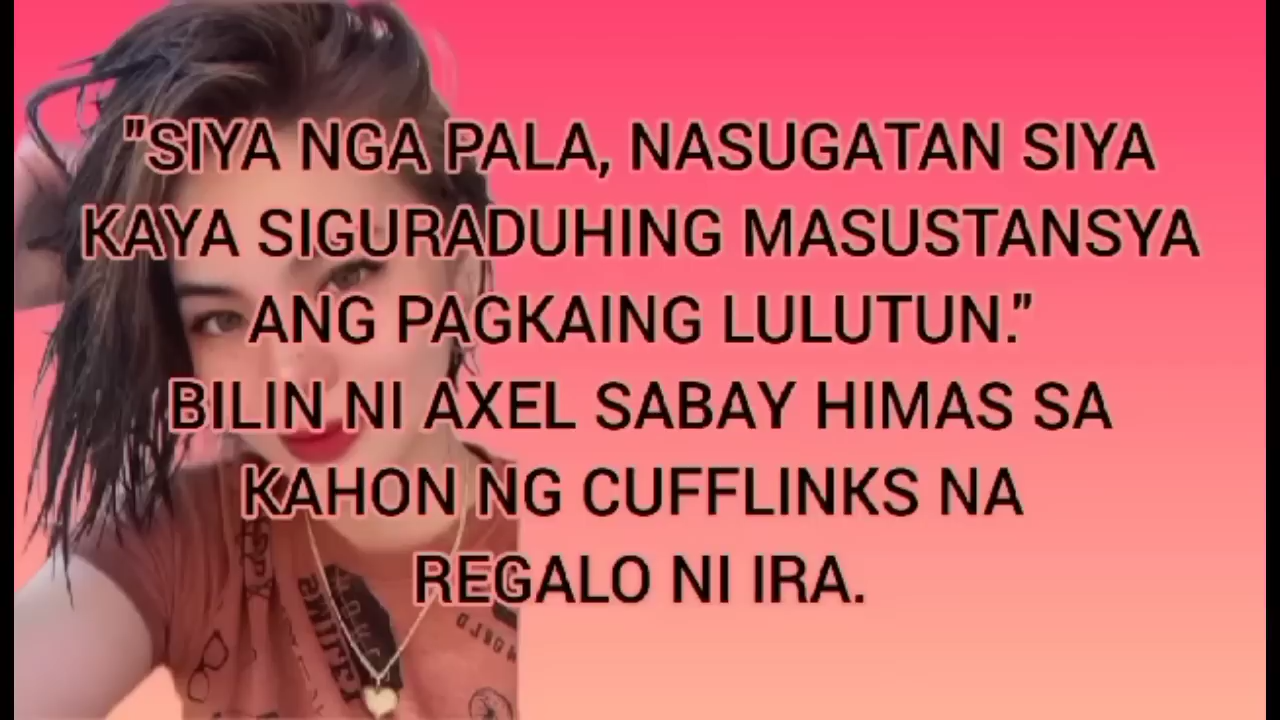 "SIYA NGA PALA, NASUGATAN SIYA
KAYA SIGURADUHING MASUSTANSYA
ANG PAGKAING LULUTUN."
BILIN NI AXEL SABAY HIMAS SA
KAHON NG CUFFLINKS NA
REGALO NI IRA.